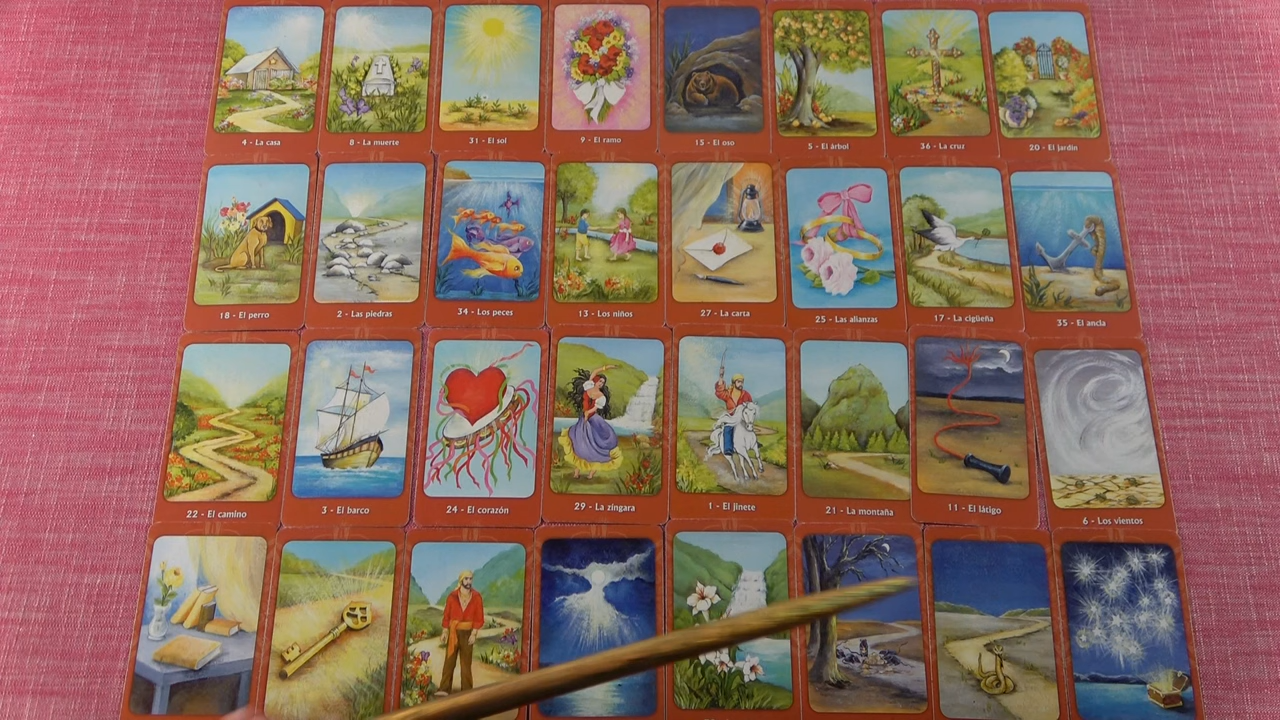 4 - La casa
8 - La muerte
31 - El sol
9 - El ramo
15 - El oso
5 - El árbol
36 - La cruz
20 - El jardín
18 - El perro
2 - Las piedras
34 - Los peces
13 - Los niños
27 - La carta
25 - Las alianzas
17 - La cigüeña
35 - El ancla
22 - El camino
3 - El barco
24 - El corazón
29 - La zíngara
1 - El jinete
21 - La montaña
11 - El látigo
6 - Los vientos